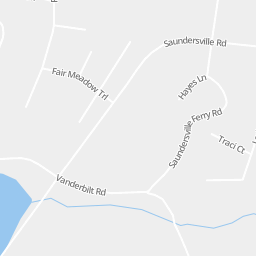 Saundersville Rd
Fair Meadow Trl
Hayes Ln
Saundersville Ferry Rd
Traci Ct
Vanderbilt Rd